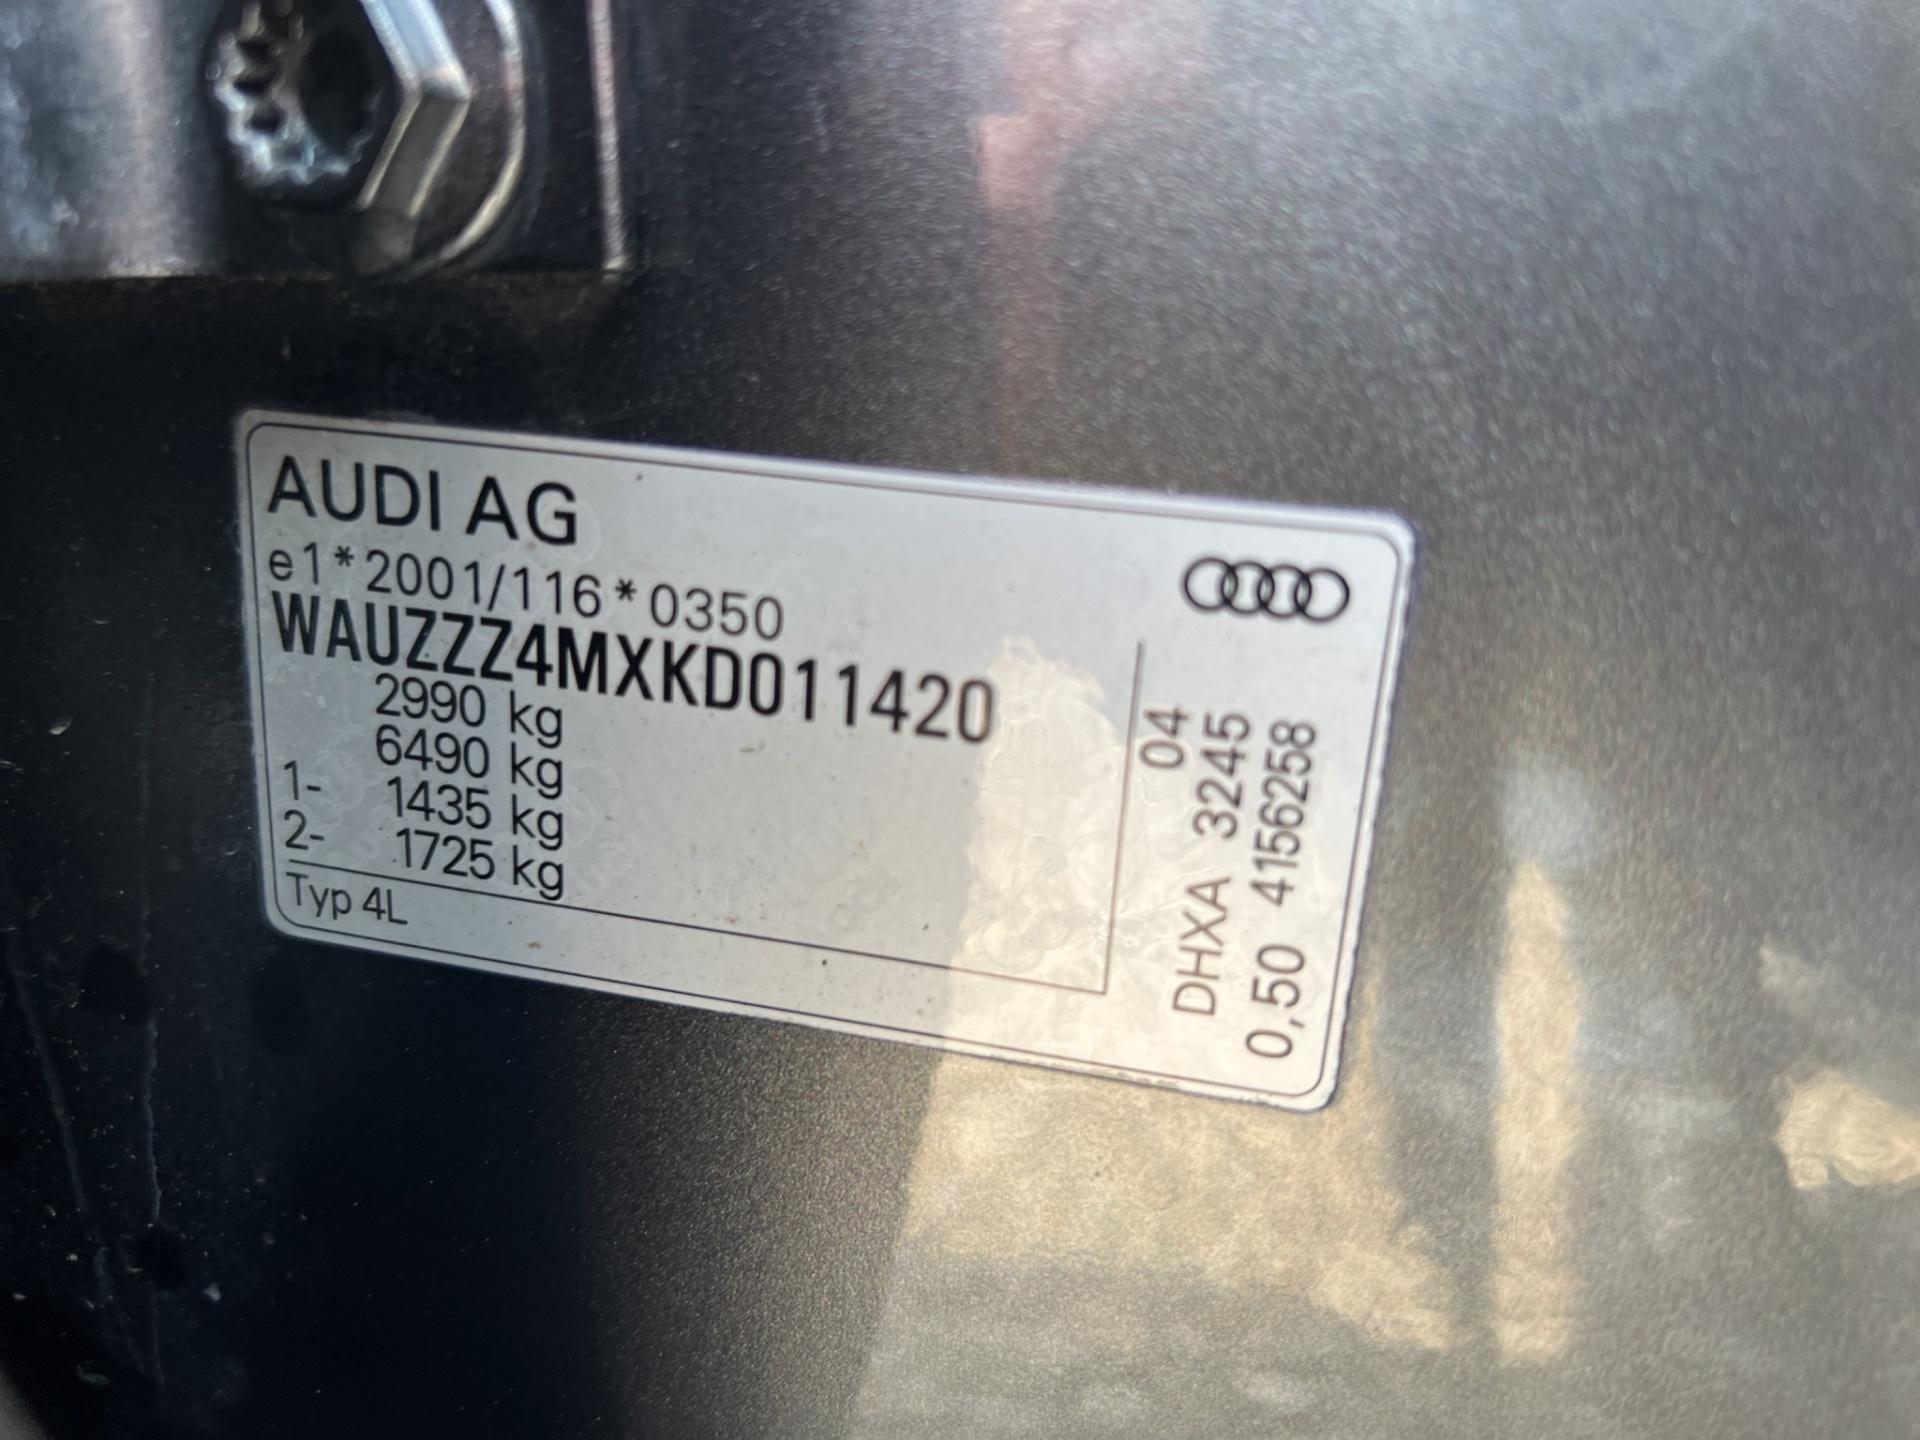 AUDI AG
e1*2001/116*0350
WAUZZZ4MXKD011420
2990 kg
6490 kg
1- 1435 kg
2- 1725 kg
Typ 4L
04
DHXA 3245
0,50 4156258